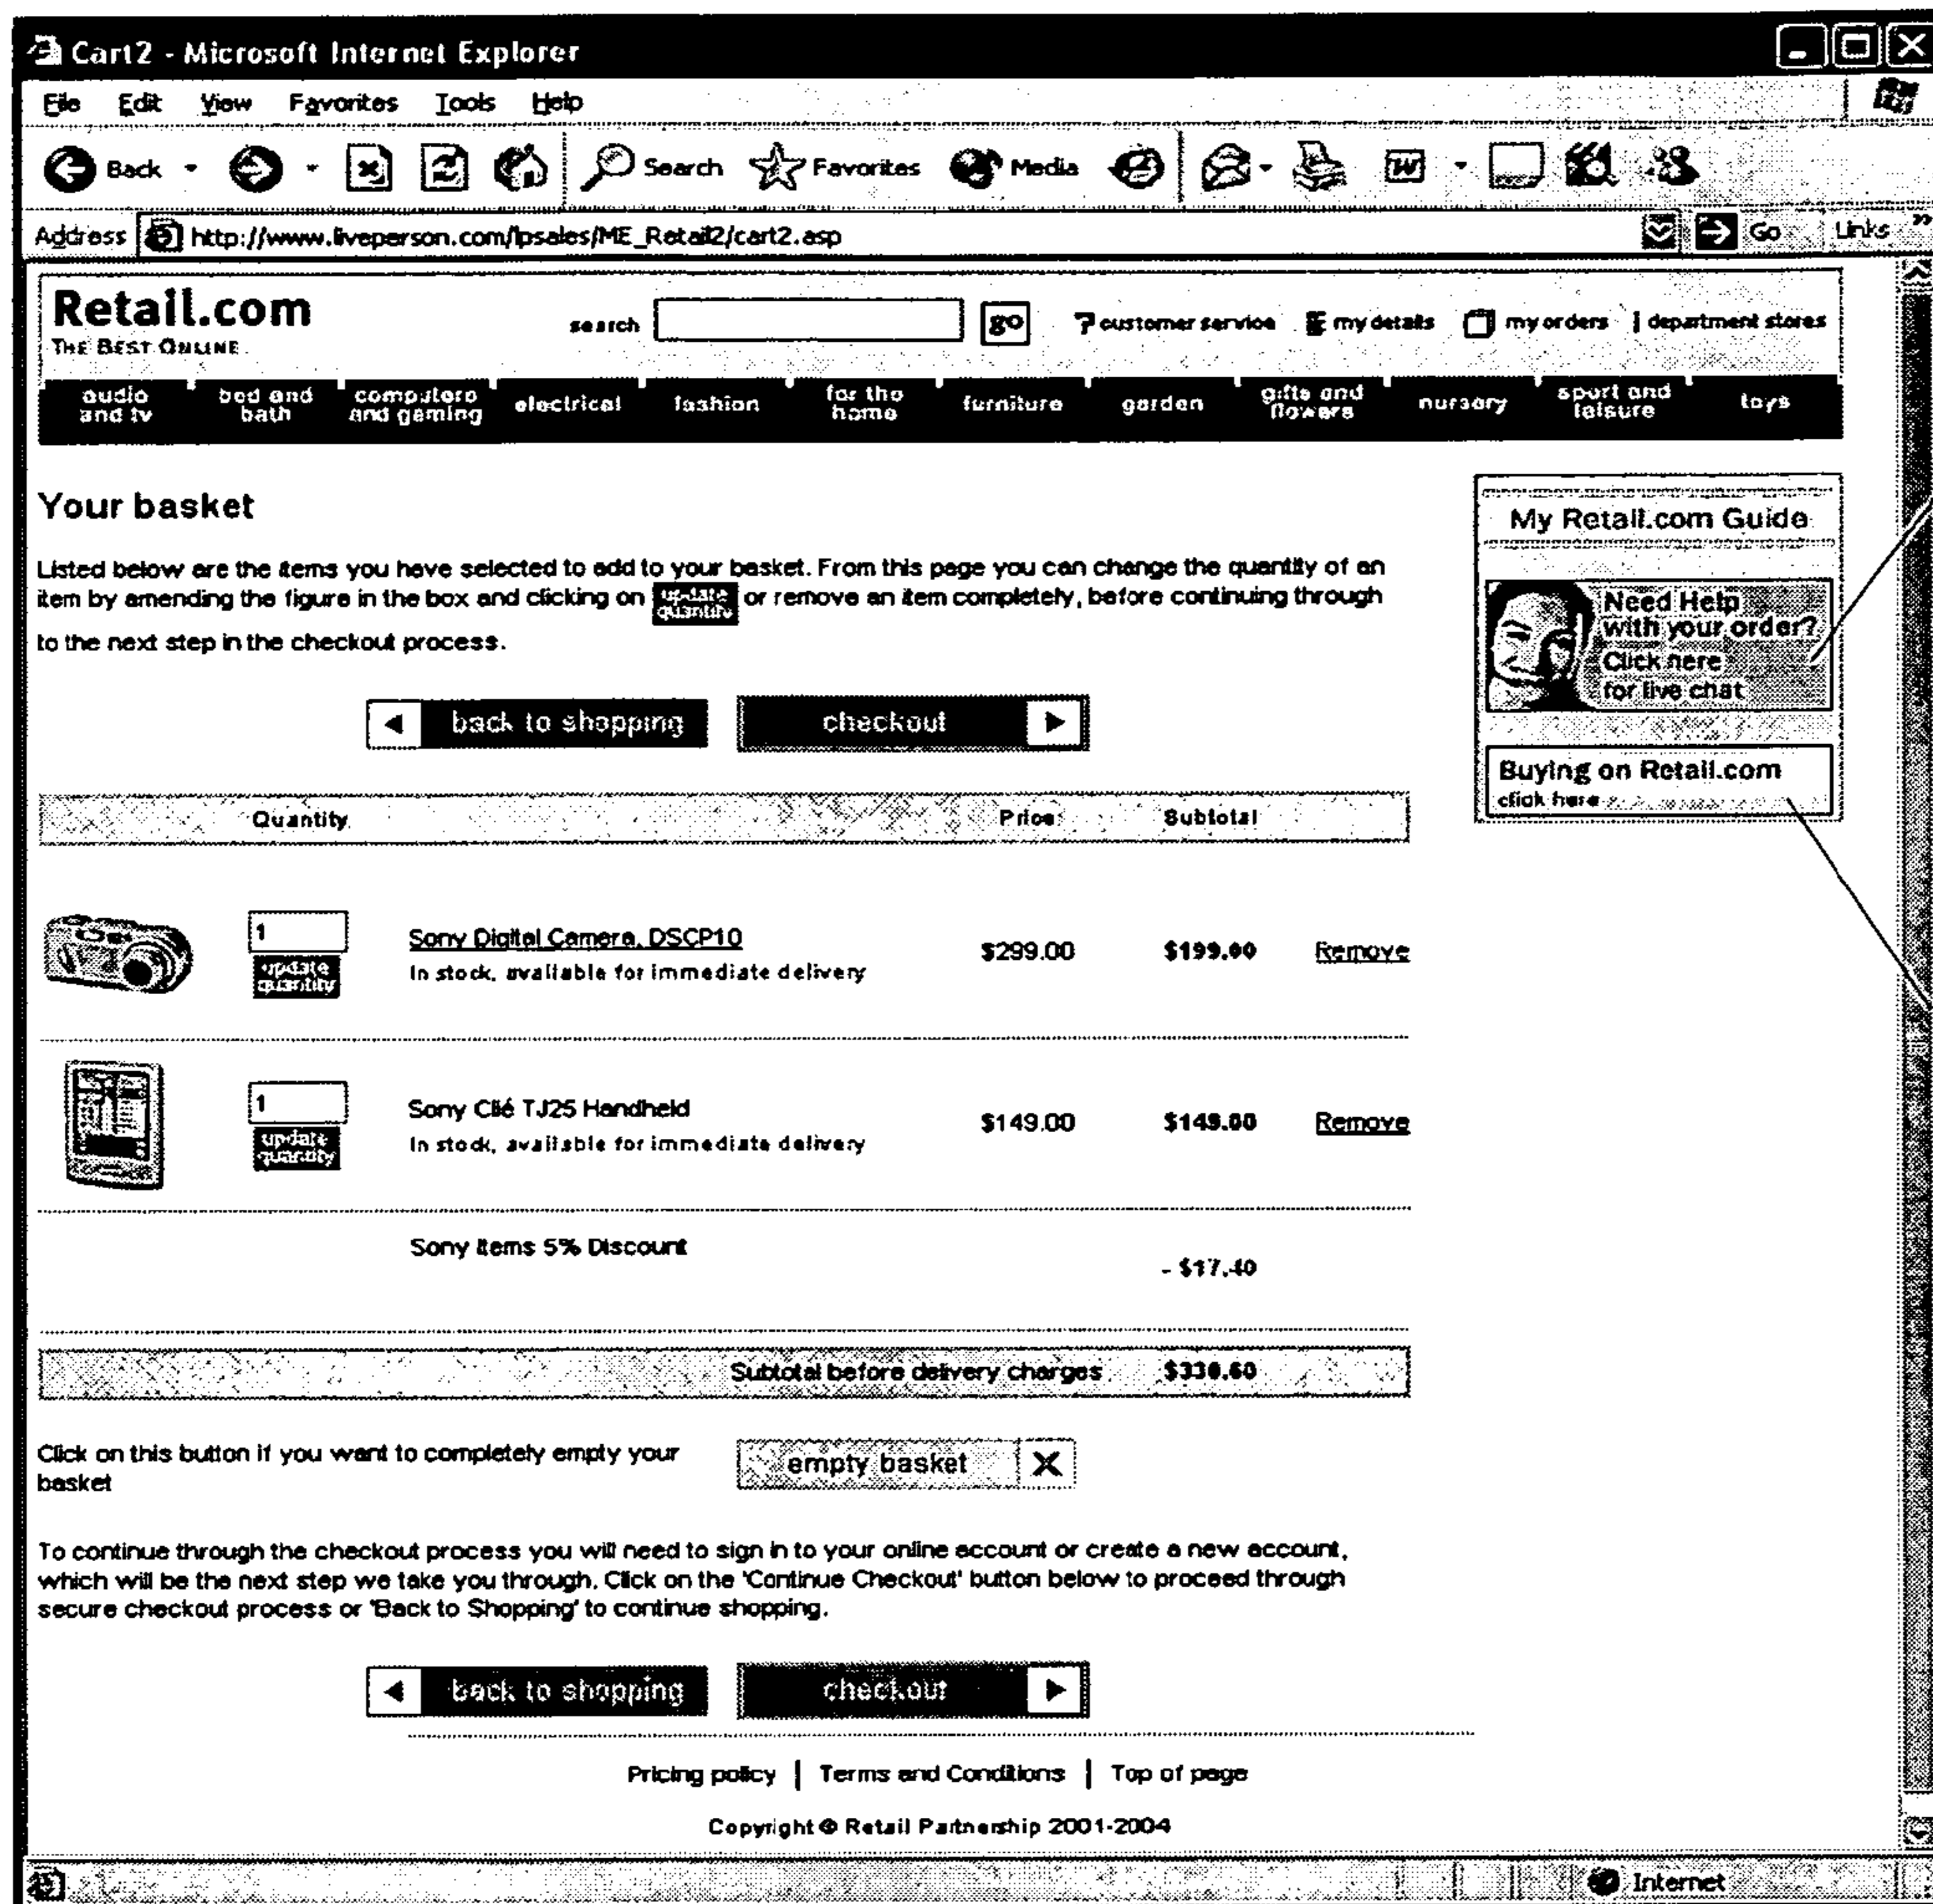 Cart2 - Microsoft Internet Explorer
File Edit View Favorites Tools Help
Back Search Favorites Media
Address http://www.liveperson.com/lpsales/ME_Retail2/cart2.asp Go Links »
Retail.com
THE BEST ONLINE
search go ? customer service my details my orders department stores
audio and tv bed and bath computers and gaming electrical fashion for the home furniture garden gifts and flowers nursery sport and leisure toys
Your basket
Listed below are the items you have selected to add to your basket. From this page you can change the quantity of an
item by amending the figure in the box and clicking on update quantity or remove an item completely, before continuing through
to the next step in the checkout process.
My Retail.com Guide
Need Help
with your order?
Click here
for live chat
Buying on Retail.com
click here
back to shopping checkout
Quantity Price Subtotal
1 Sony Digital Camera, DSCP10 $299.00 $199.00 Remove
update quantity In stock, available for immediate delivery
1 Sony Clié TJ25 Handheld $149.00 $149.00 Remove
update quantity In stock, available for immediate delivery
Sony Items 5% Discount
- $17.40
Subtotal before delivery charges $330.60
Click on this button if you want to completely empty your
basket
empty basket X
To continue through the checkout process you will need to sign in to your online account or create a new account,
which will be the next step we take you through. Click on the 'Continue Checkout' button below to proceed through
secure checkout process or 'Back to Shopping' to continue shopping.
back to shopping checkout
Pricing policy | Terms and Conditions | Top of page
Copyright © Retail Partnership 2001-2004
Internet